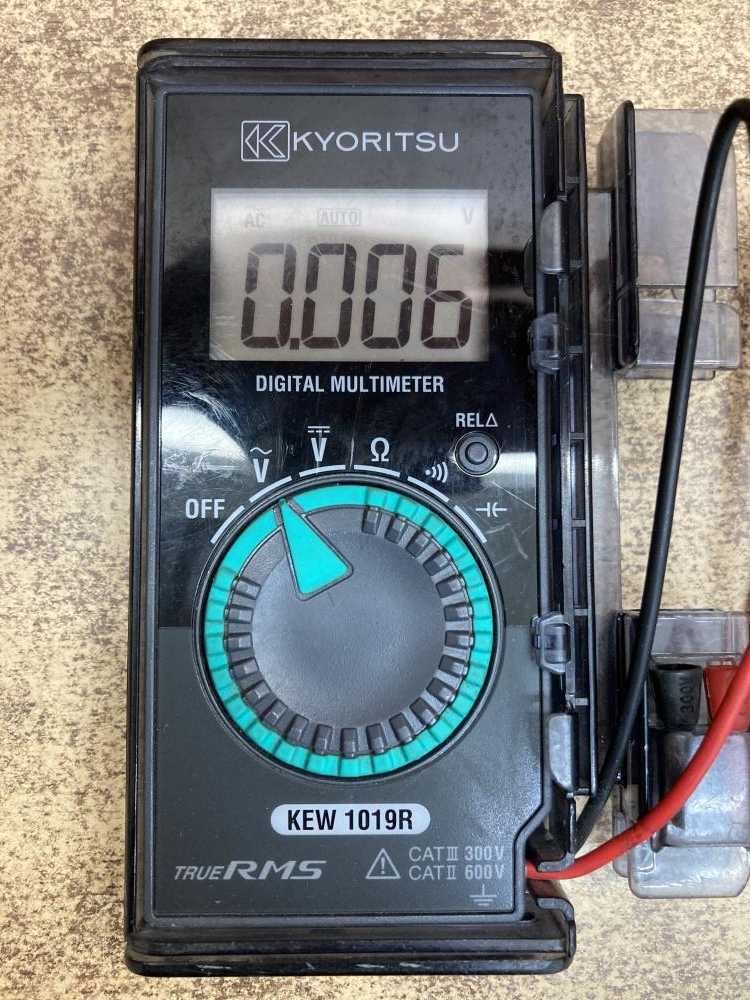 KYORITSU
AC AUTO V
0.006
DIGITAL MULTIMETER
RELΔ
OFF V V Ω
KEW 1019R
TRUE RMS
CAT III 300V
CAT II 600V
300V